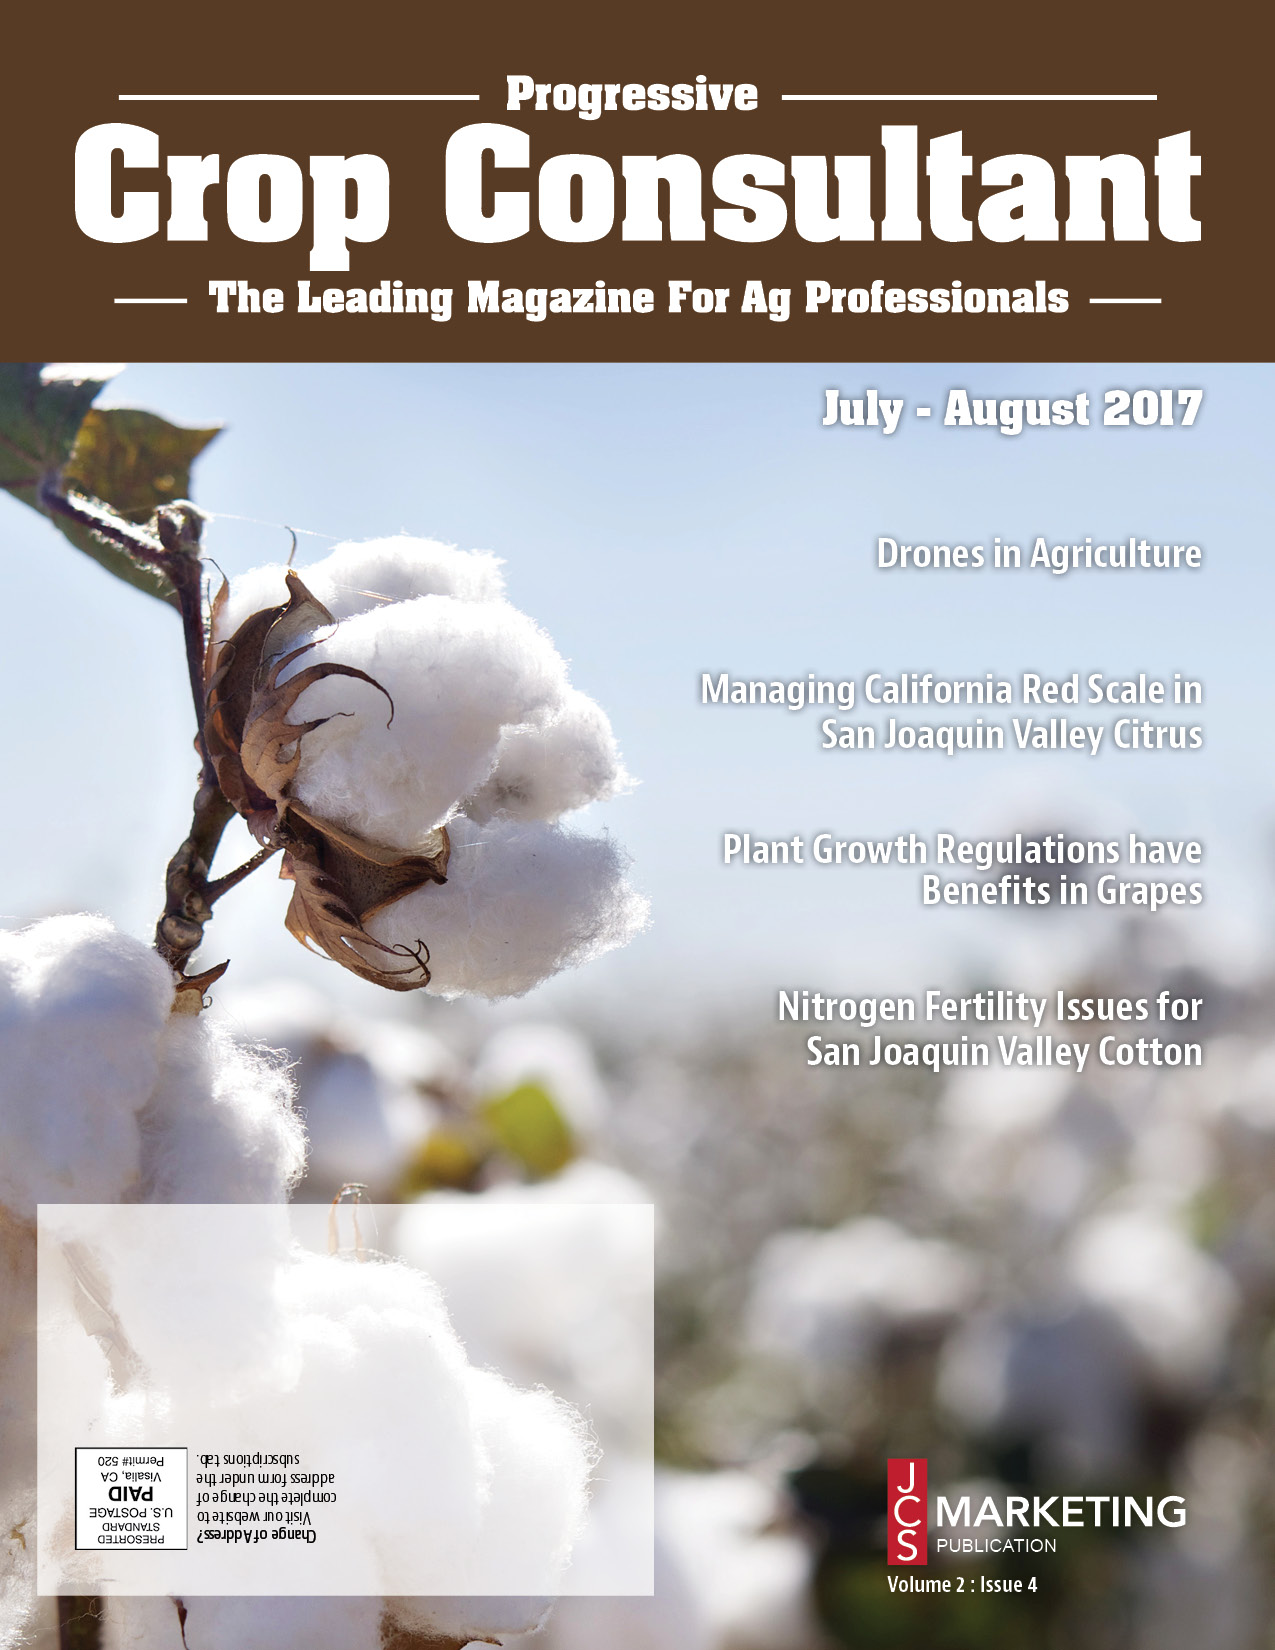 Progressive
Crop Consultant
The Leading Magazine For Ag Professionals
July - August 2017
Drones in Agriculture
Managing California Red Scale in
San Joaquin Valley Citrus
Plant Growth Regulations have
Benefits in Grapes
Nitrogen Fertility Issues for
San Joaquin Valley Cotton
PRESORTED
STANDARD
U.S. POSTAGE
PAID
Visalia, CA
Permit# 520
Change of Address?
Visit our website to
complete the change of
address form under the
subscriptions tab.
JCS
MARKETING
PUBLICATION
Volume 2 : Issue 4